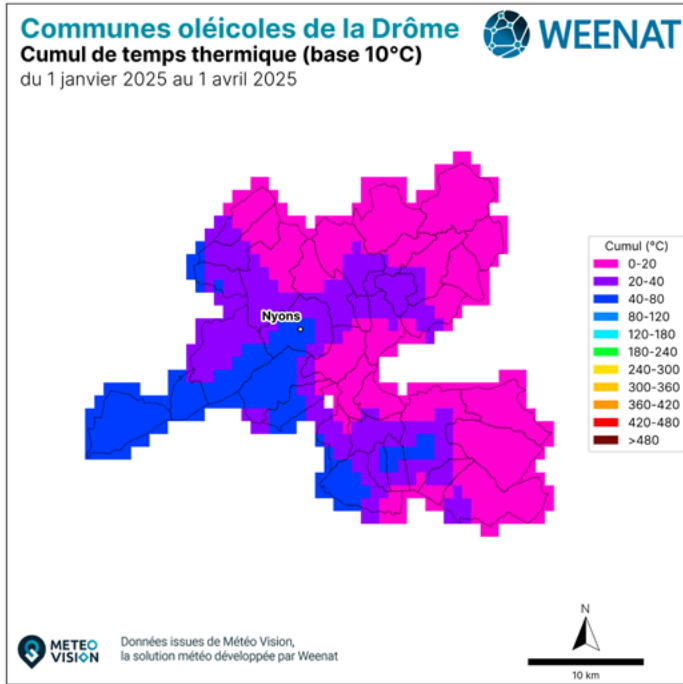 Communes oléicoles de la Drôme
WEENAT
Cumul de temps thermique (base 10°C)
du 1 janvier 2025 au 1 avril 2025
Nyons
Cumul (°C)
0-20
20-40
40-80
80-120
120-180
180-240
240-300
300-360
360-420
420-480
>480
METEO
VISION
Données issues de Météo Vision,
la solution météo développée par Weenat
N
10 km